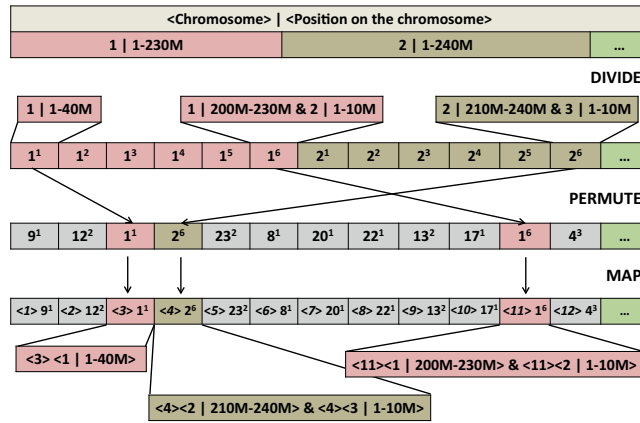 <Chromosome> | <Position on the chromosome>
1 | 1-230M 2 | 1-240M ...
DIVIDE
1 | 1-40M 1 | 200M-230M & 2 | 1-10M 2 | 210M-240M & 3 | 1-10M
1¹ 1² 1³ 1⁴ 1⁵ 1⁶ 2¹ 2² 2³ 2⁴ 2⁵ 2⁶ ...
PERMUTE
9¹ 12² 1¹ 2⁶ 23² 8¹ 20¹ 22¹ 13² 17¹ 1⁶ 4³ ...
MAP
<1> 9¹ <2> 12² <3> 1¹ <4> 2⁶ <5> 23² <6> 8¹ <7> 20¹ <8> 22¹ <9> 13² <10> 17¹ <11> 1⁶ <12> 4³ ...
<3> <1 | 1-40M> <11><1 | 200M-230M> & <11><2 | 1-10M>
<4><2 | 210M-240M> & <4><3 | 1-10M>